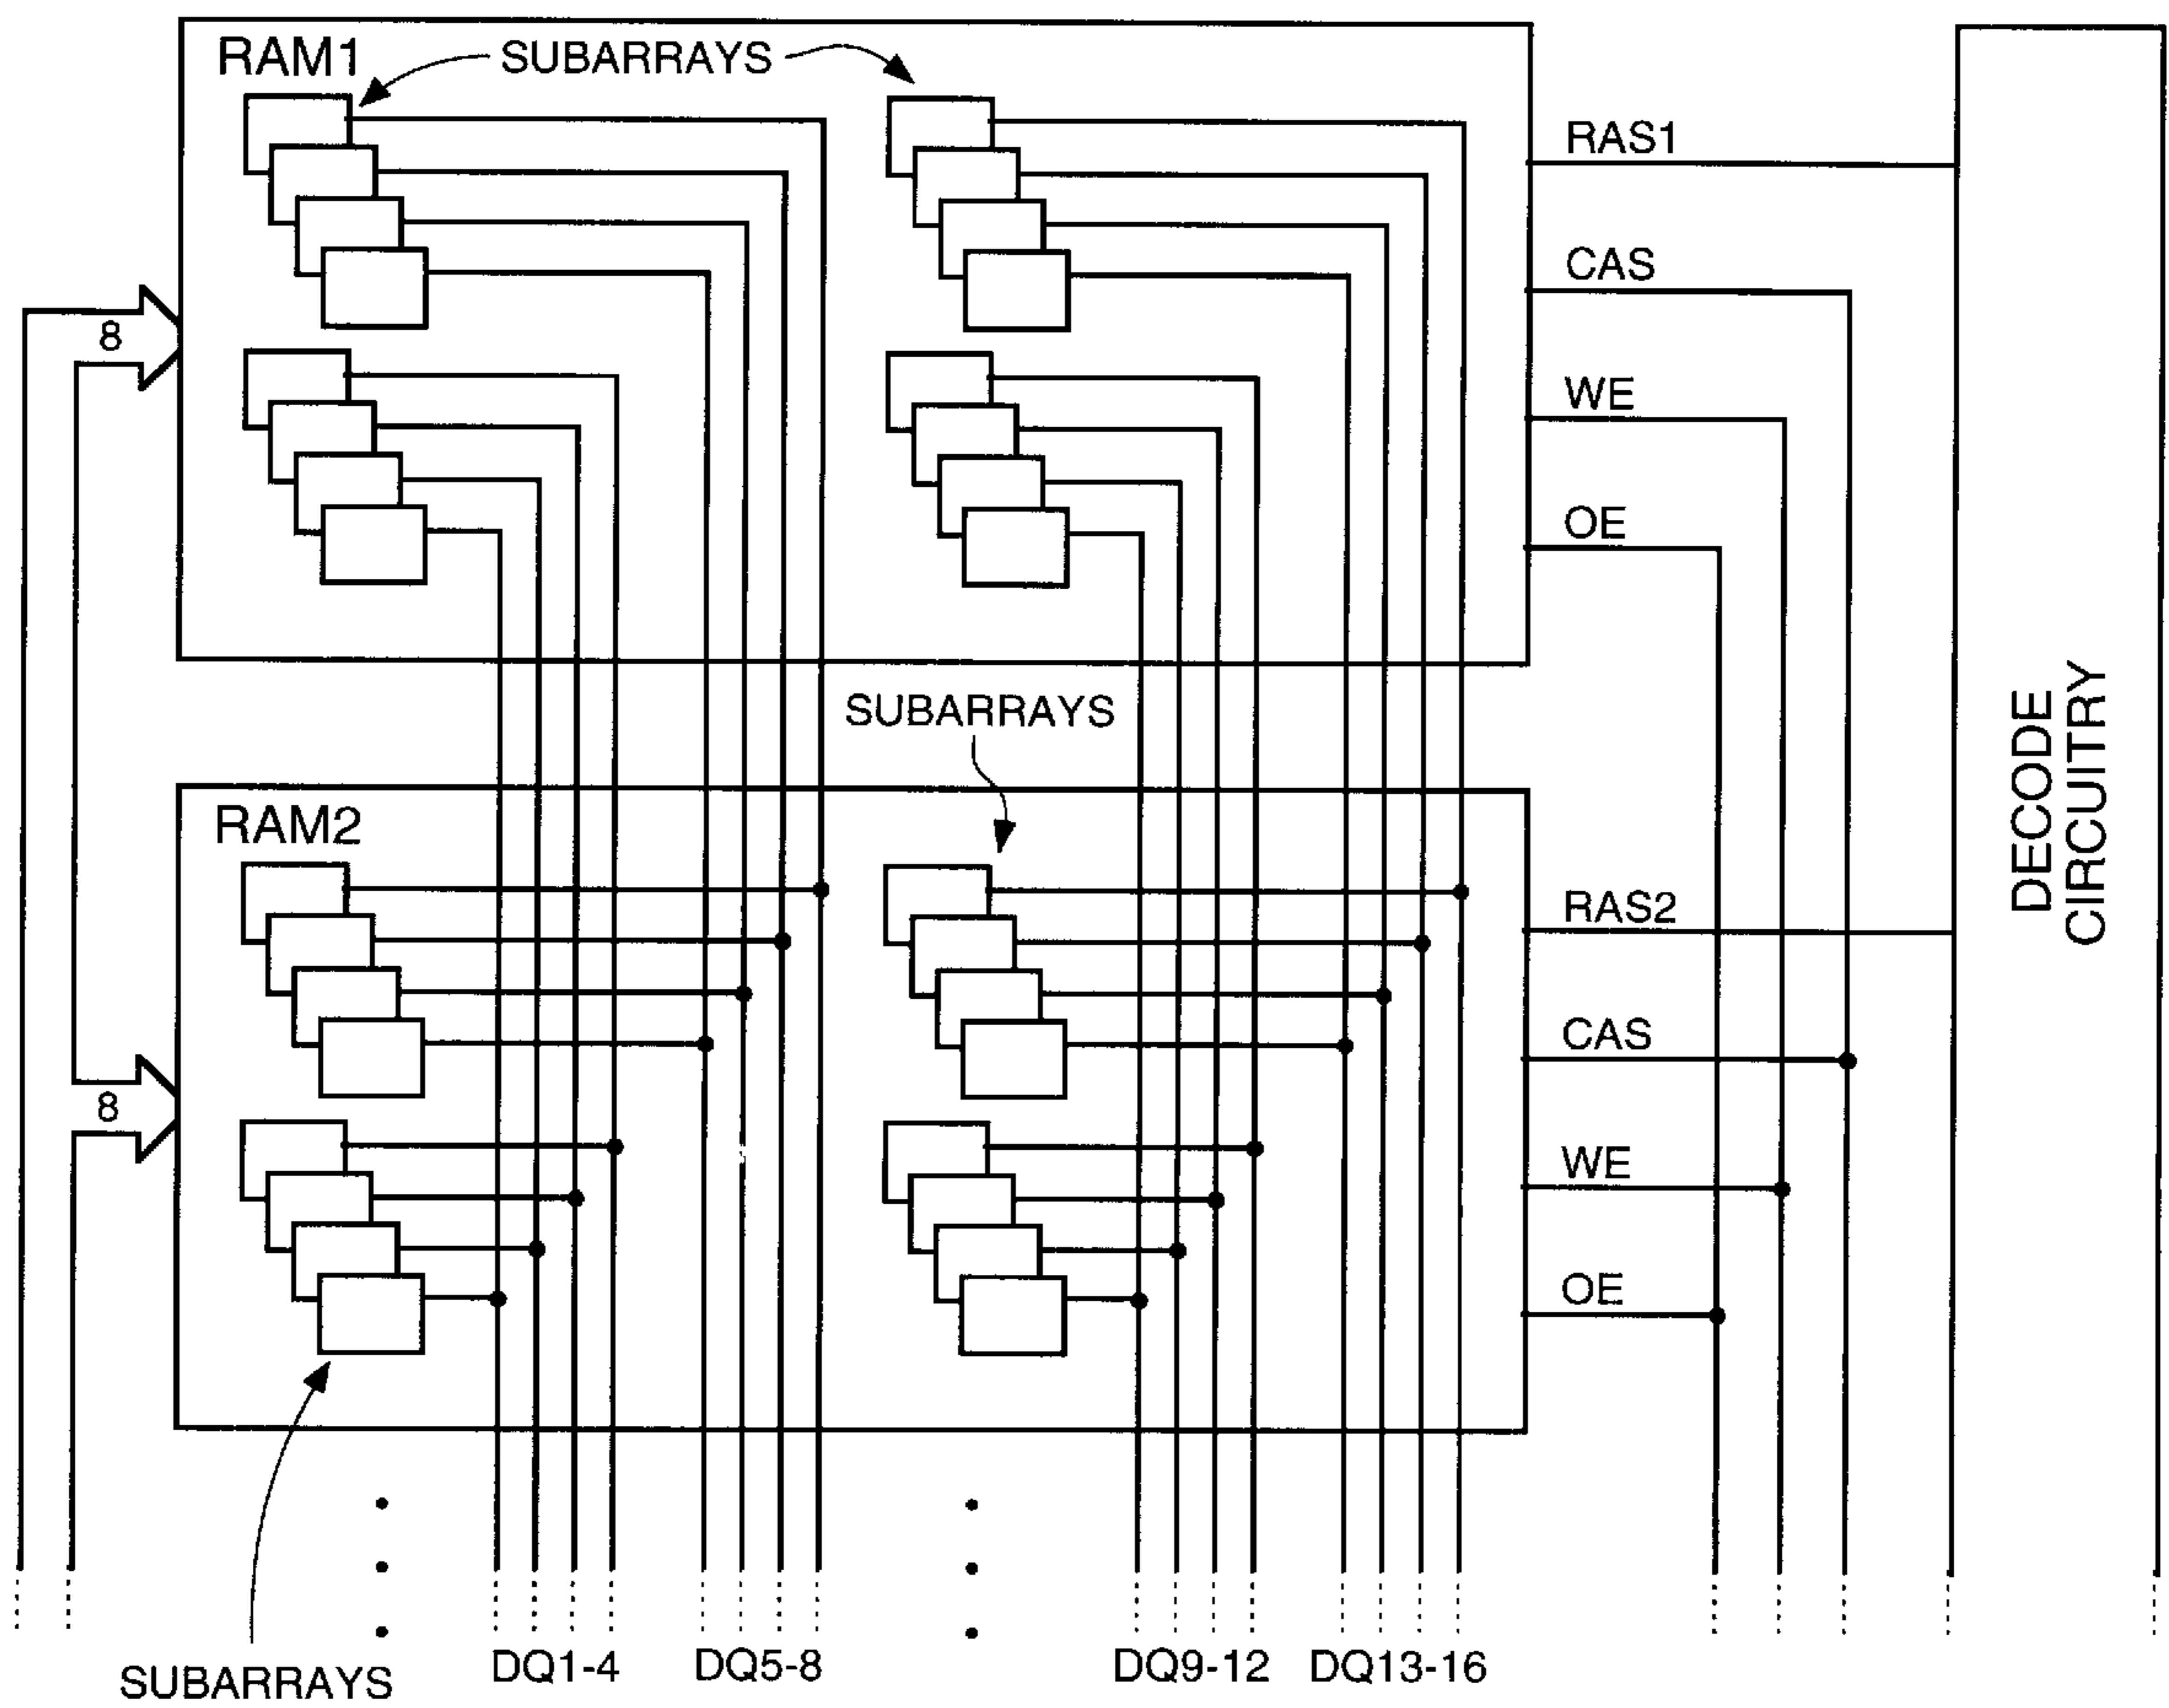 RAM1
SUBARRAYS
RAS1
CAS
8
WE
OE
SUBARRAYS
DECODE
CIRCUITRY
RAM2
RAS2
CAS
8
WE
OE
DQ1-4
DQ5-8
DQ9-12
DQ13-16
SUBARRAYS